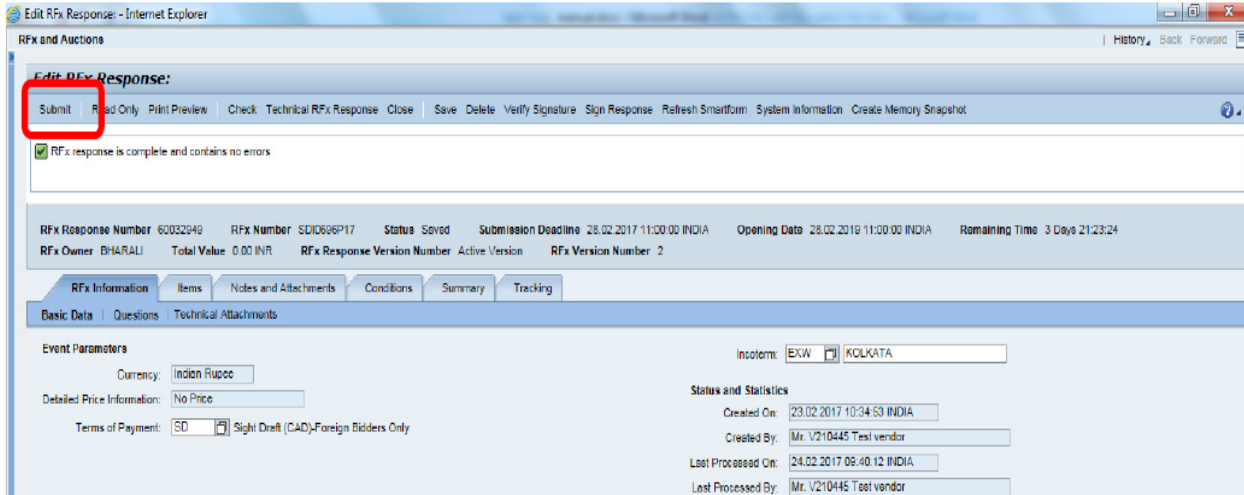 Edit RFx Response: - Internet Explorer
RFx and Auctions
History Back Forward
Edit RFx Response:
Submit Read Only Print Preview Check Technical RFx Response Close Save Delete Verify Signature Sign Response Refresh Smartform System Information Create Memory Snapshot
RFx response is complete and contains no errors
RFx Response Number 60032949 RFx Number SDI0696P17 Status Saved Submission Deadline 28.02.2017 11:00:00 INDIA Opening Date 28.02.2019 11:00:00 INDIA Remaining Time 3 Days 21:23:24
RFx Owner BHARALI Total Value 0.00 INR RFx Response Version Number Active Version RFx Version Number 2
RFx Information Items Notes and Attachments Conditions Summary Tracking
Basic Data Questions Technical Attachments
Event Parameters
Incoterm: EXW KOLKATA
Currency: Indian Rupee
Status and Statistics
Detailed Price Information: No Price
Created On: 23.02.2017 10:34:53 INDIA
Terms of Payment: SD Sight Draft (CAD)-Foreign Bidders Only
Created By: Mr. V210445 Test vendor
Last Processed On: 24.02.2017 09:40:12 INDIA
Last Processed By: Mr. V210445 Test vendor